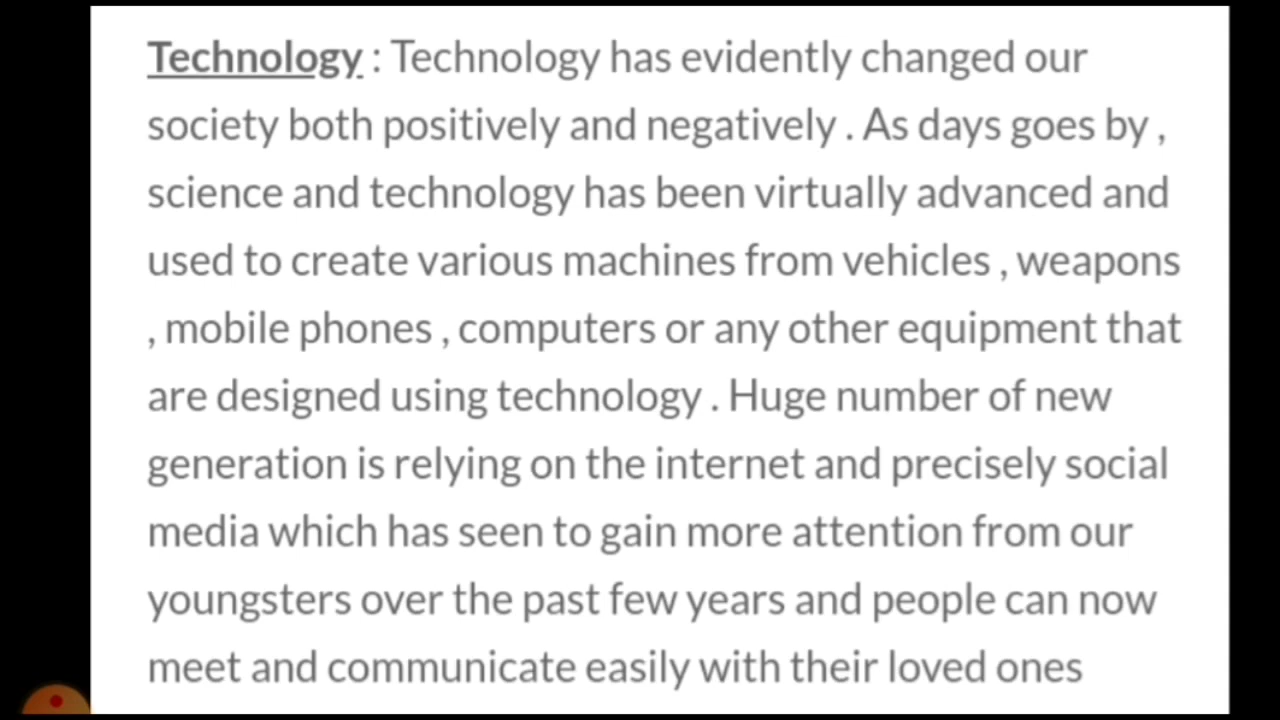 Technology : Technology has evidently changed our
society both positively and negatively . As days goes by ,
science and technology has been virtually advanced and
used to create various machines from vehicles , weapons
, mobile phones , computers or any other equipment that
are designed using technology . Huge number of new
generation is relying on the internet and precisely social
media which has seen to gain more attention from our
youngsters over the past few years and people can now
meet and communicate easily with their loved ones